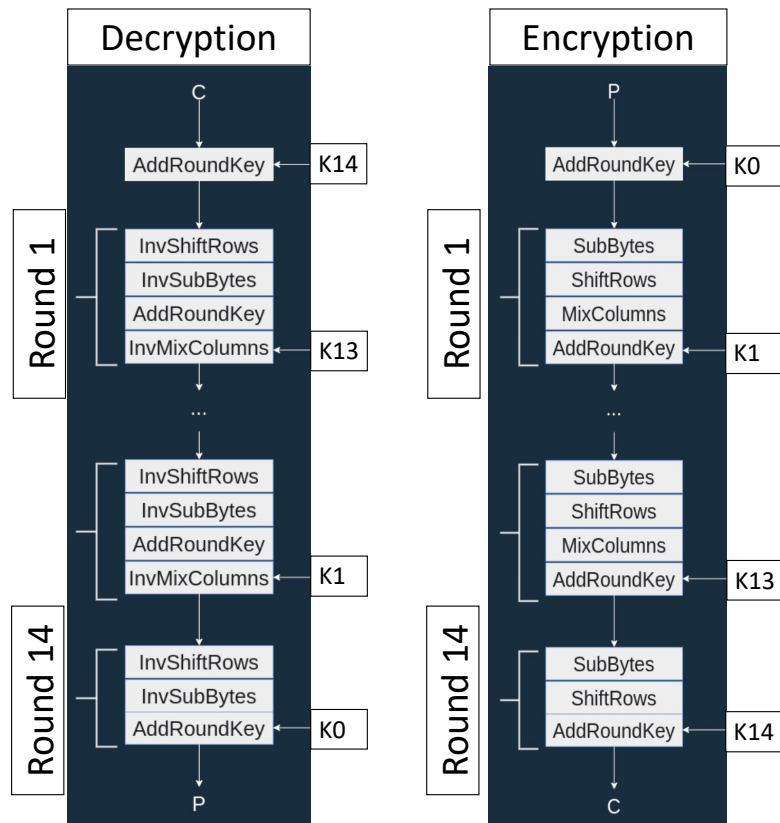 Decryption
C
AddRoundKey
K14
Round 1
InvShiftRows
InvSubBytes
AddRoundKey
InvMixColumns
K13
...
InvShiftRows
InvSubBytes
AddRoundKey
InvMixColumns
K1
Round 14
InvShiftRows
InvSubBytes
AddRoundKey
K0
P
Encryption
P
AddRoundKey
K0
Round 1
SubBytes
ShiftRows
MixColumns
AddRoundKey
K1
...
SubBytes
ShiftRows
MixColumns
AddRoundKey
K13
Round 14
SubBytes
ShiftRows
AddRoundKey
K14
C